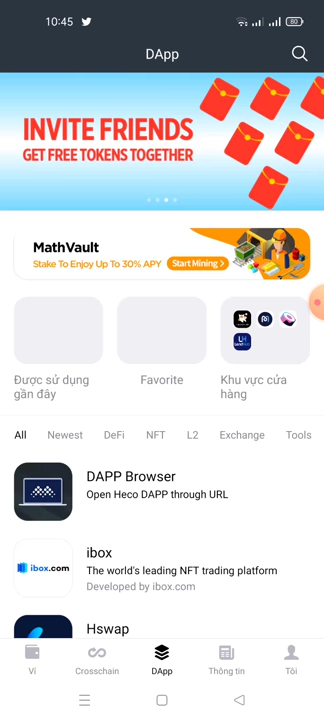 10:45
80
DApp
INVITE FRIENDS
GET FREE TOKENS TOGETHER
MathVault
Stake To Enjoy Up To 30% APY
Start Mining >
Được sử dụng
gần đây
Favorite
Khu vực cửa
hàng
All Newest DeFi NFT L2 Exchange Tools
DAPP Browser
Open Heco DAPP through URL
ibox.com
ibox
The world's leading NFT trading platform
Developed by ibox.com
Hswap
Ví Crosschain DApp Thông tin Tôi